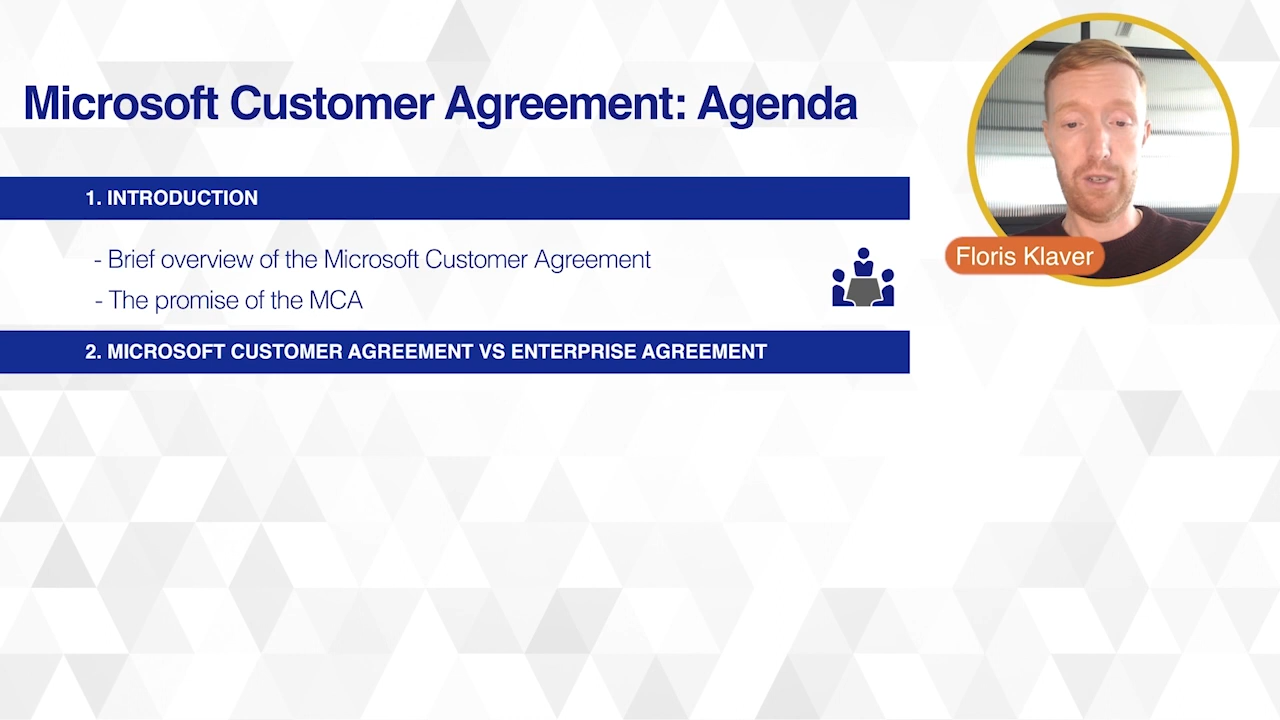 Microsoft Customer Agreement: Agenda
1. INTRODUCTION
- Brief overview of the Microsoft Customer Agreement
- The promise of the MCA
Floris Klaver
2. MICROSOFT CUSTOMER AGREEMENT VS ENTERPRISE AGREEMENT